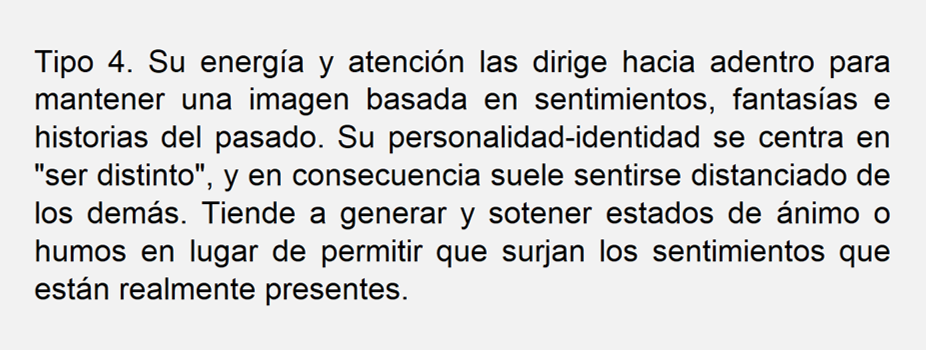 Tipo 4. Su energía y atención las dirige hacia adentro para
mantener una imagen basada en sentimientos, fantasías e
historias del pasado. Su personalidad-identidad se centra en
"ser distinto", y en consecuencia suele sentirse distanciado de
los demás. Tiende a generar y sotener estados de ánimo o
humos en lugar de permitir que surjan los sentimientos que
están realmente presentes.